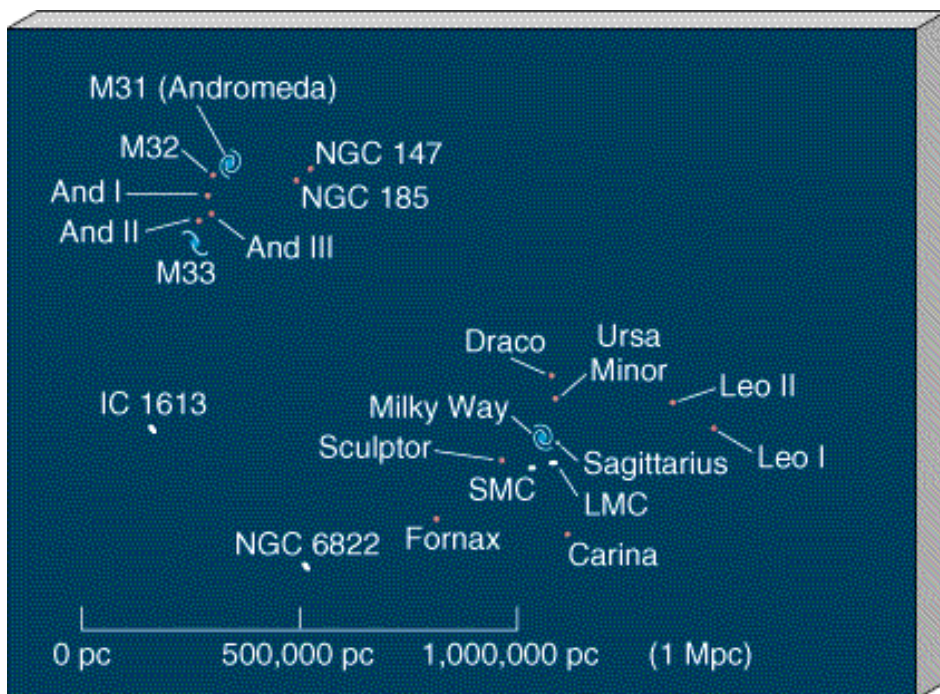 M31 (Andromeda)
M32
NGC 147
And I
NGC 185
And II
And III
M33
Draco
Ursa
Minor
Leo II
IC 1613
Milky Way
Sculptor
Sagittarius
Leo I
SMC
LMC
NGC 6822
Fornax
Carina
0 pc
500,000 pc
1,000,000 pc
(1 Mpc)